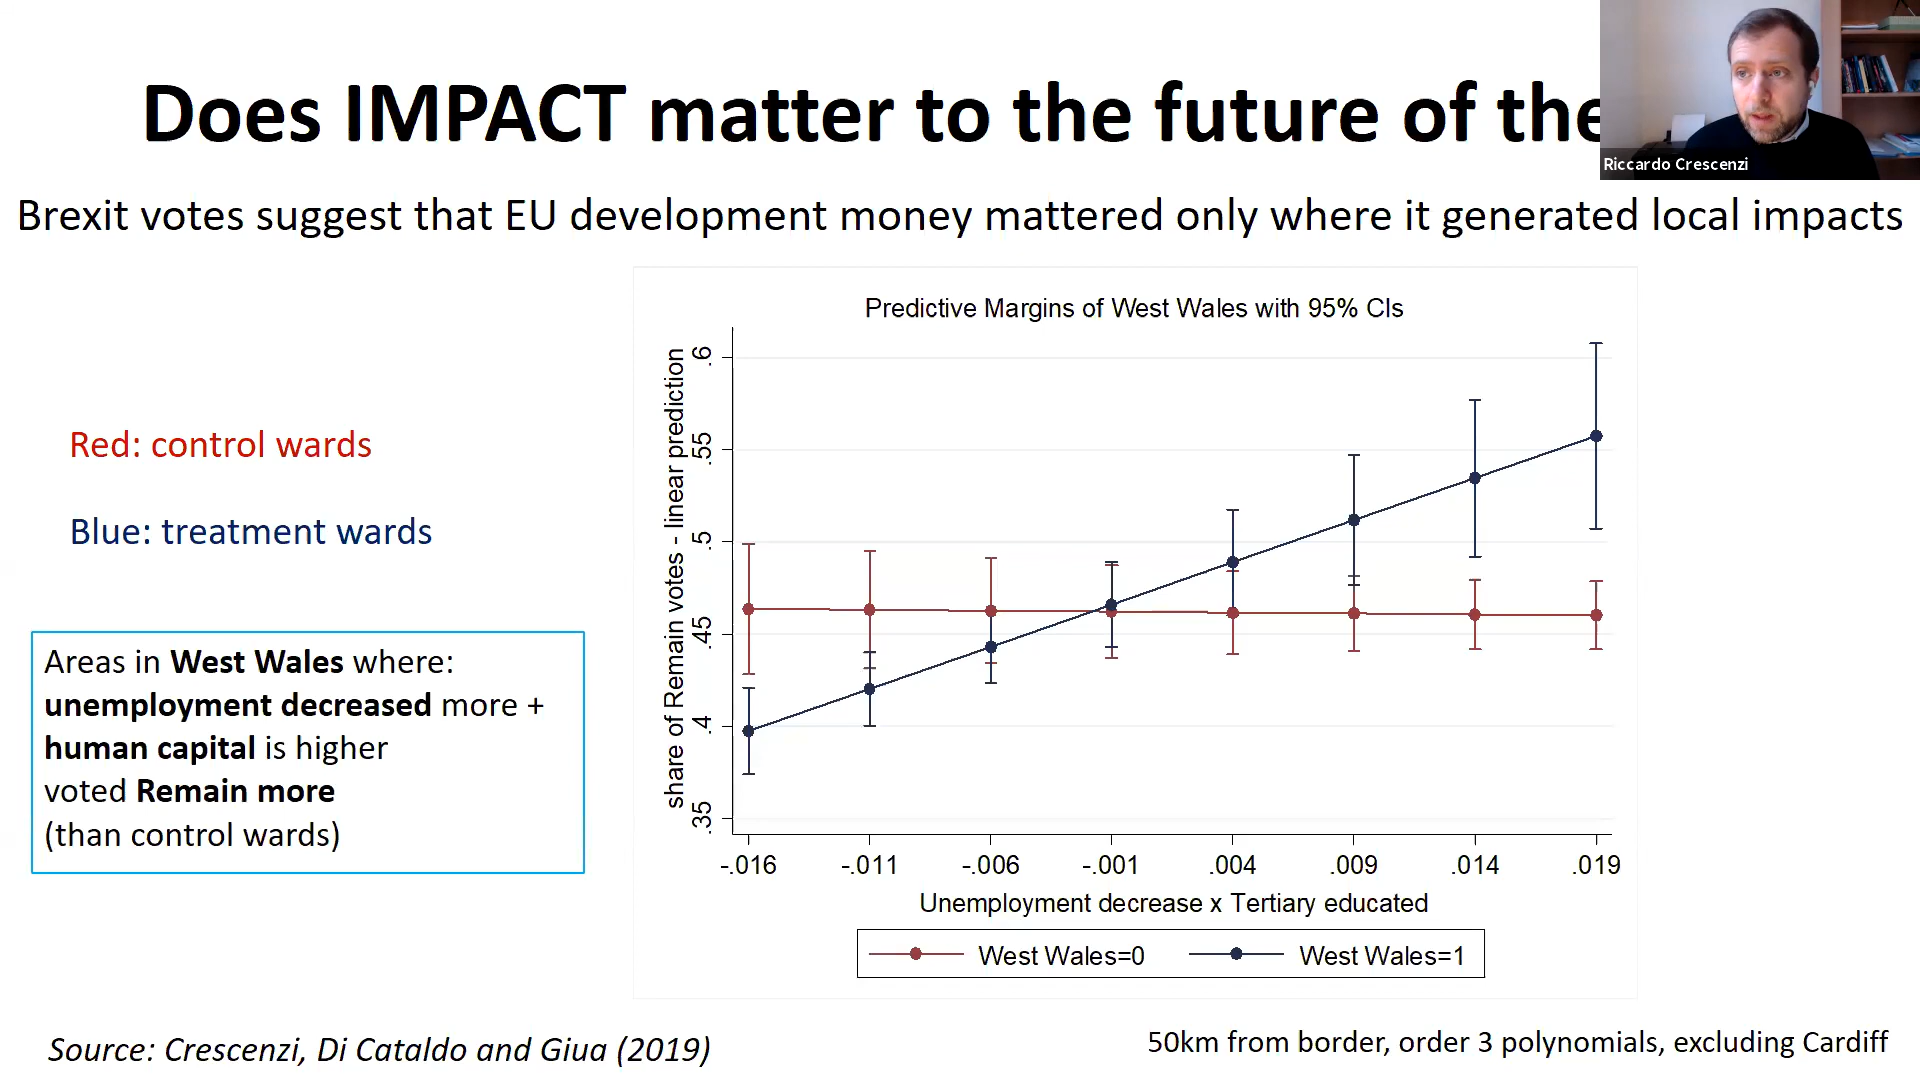 Does IMPACT matter to the future of the
Riccardo Crescenzi
Brexit votes suggest that EU development money mattered only where it generated local impacts
Red: control wards
Blue: treatment wards
Areas in West Wales where:
unemployment decreased more +
human capital is higher
voted Remain more
(than control wards)
Predictive Margins of West Wales with 95% CIs
share of Remain votes - linear prediction
.6
.55
.5
.45
.4
.35
-.016 -.011 -.006 -.001 .004 .009 .014 .019
Unemployment decrease x Tertiary educated
West Wales=0 West Wales=1
Source: Crescenzi, Di Cataldo and Giua (2019)
50km from border, order 3 polynomials, excluding Cardiff